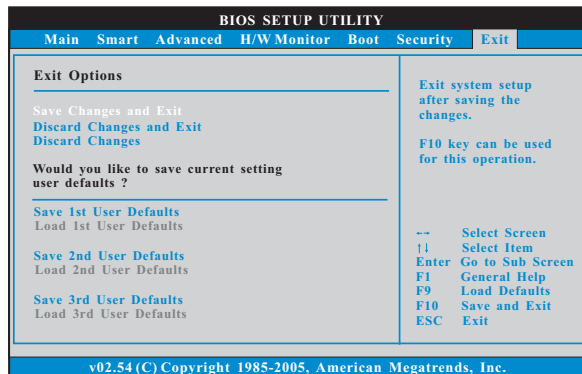 BIOS SETUP UTILITY
Main Smart Advanced H/W Monitor Boot Security Exit
Exit Options
Save Changes and Exit
Discard Changes and Exit
Discard Changes
Would you like to save current setting
user defaults ?
Save 1st User Defaults
Load 1st User Defaults
Save 2nd User Defaults
Load 2nd User Defaults
Save 3rd User Defaults
Load 3rd User Defaults
Exit system setup
after saving the
changes.
F10 key can be used
for this operation.
←→ Select Screen
↑↓ Select Item
Enter Go to Sub Screen
F1 General Help
F9 Load Defaults
F10 Save and Exit
ESC Exit
v02.54 (C) Copyright 1985-2005, American Megatrends, Inc.